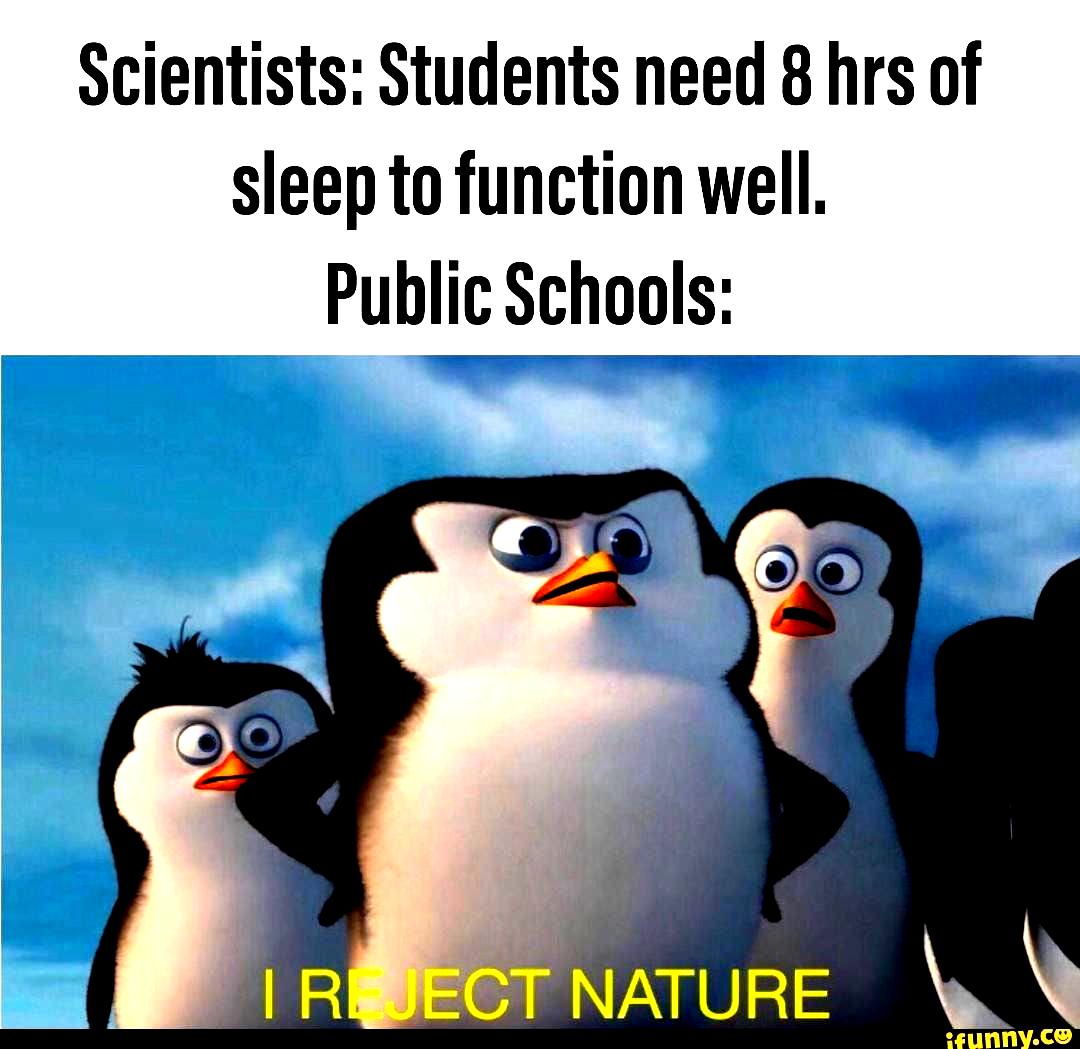 Scientists: Students need 8 hrs of
sleep to function well.
Public Schools:
I REJECT NATURE
ifunny.co